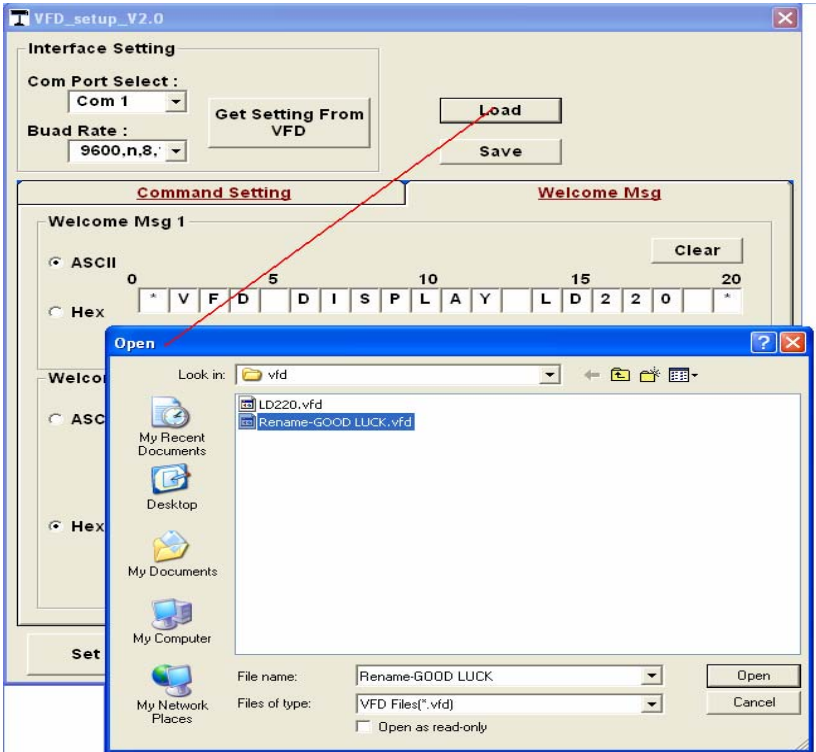 VFD_setup_V2.0
Interface Setting
Com Port Select :
Com 1
Buad Rate :
9600,n,8,
Get Setting From
VFD
Load
Save
Command Setting
Welcome Msg
Welcome Msg 1
ASCII
Hex
Clear
0 5 10 15 20
* V F D D I S P L A Y L D 2 2 0 *
Welco
ASC
Hex
Set
Open
Look in:
vfd
LD220.vfd
Rename-GOOD LUCK.vfd
My Recent
Documents
Desktop
My Documents
My Computer
My Network
Places
File name:
Rename-GOOD LUCK
Open
Files of type:
VFD Files(*.vfd)
Cancel
Open as read-only